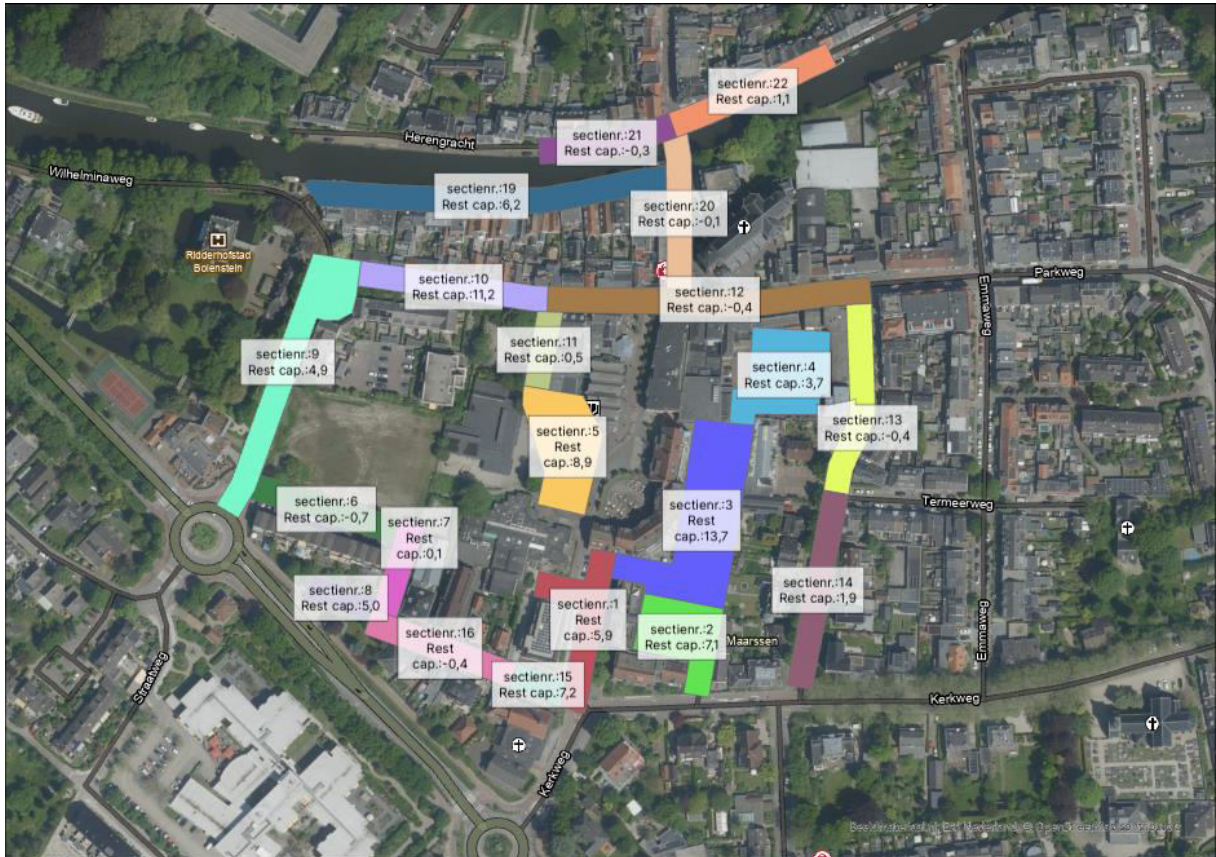 sectienr.:22
Rest cap.:1,1
Herengracht
sectienr.:21
Rest cap.:-0,3
Wilhelminaweg
sectienr.:19
Rest cap.:6,2
sectienr.:20
Rest cap.:-0,1
Ridderhofstad
Bolenstein
sectienr.:10
Rest cap.:11,2
sectienr.:12
Rest cap.:-0,4
Parkweg
Emmaweg
sectienr.:9
Rest cap.:4,9
sectienr.:11
Rest cap.:0,5
sectienr.:4
Rest cap.:3,7
sectienr.:13
Rest cap.:-0,4
sectienr.:5
Rest
cap.:8,9
sectienr.:6
Rest cap.:-0,7
sectienr.:7
Rest
cap.:0,1
sectienr.:3
Rest
cap.:13,7
Termeerweg
sectienr.:8
Rest cap.:5,0
sectienr.:14
Rest cap.:1,9
sectienr.:1
Rest
cap.:5,9
sectienr.:2
Rest cap.:7,1
Maarssen
Emmaweg
sectienr.:16
Rest
cap.:-0,4
sectienr.:15
Rest cap.:7,2
Straatweg
Kerkweg
Kerkweg